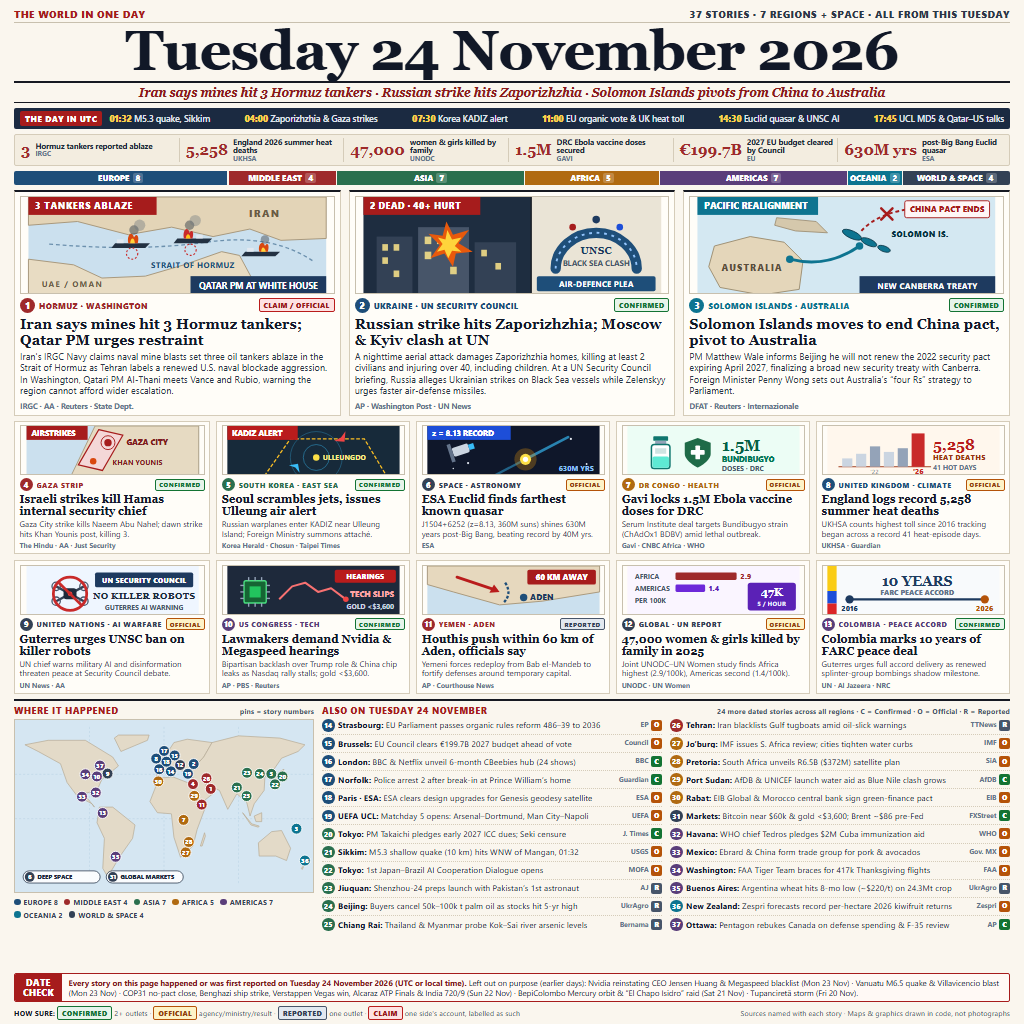 THE WORLD IN ONE DAY
37 STORIES · 7 REGIONS + SPACE · ALL FROM THIS TUESDAY
Tuesday 24 November 2026
Iran says mines hit 3 Hormuz tankers · Russian strike hits Zaporizhzhia · Solomon Islands pivots from China to Australia
THE DAY IN UTC 01:32 M5.3 quake, Sikkim 04:00 Zaporizhzhia & Gaza strikes 07:30 Korea KADIZ alert 11:00 EU organic vote & UK heat toll 14:30 Euclid quasar & UNSC AI 17:45 UCL MD5 & Qatar–US talks
3 Hormuz tankers reported ablaze
IRGC
5,258 England 2026 summer heat deaths
UKHSA
47,000 women & girls killed by family
UNODC
1.5M DRC Ebola vaccine doses secured
GAVI
€199.7B 2027 EU budget cleared by Council
EU
630M yrs post-Big Bang Euclid quasar
ESA
EUROPE 8 MIDDLE EAST 4 ASIA 7 AFRICA 5 AMERICAS 7 OCEANIA 2 WORLD & SPACE 4
3 TANKERS ABLAZE
IRAN
STRAIT OF HORMUZ
UAE / OMAN
QATAR PM AT WHITE HOUSE
1 HORMUZ · WASHINGTON CLAIM / OFFICIAL
Iran says mines hit 3 Hormuz tankers;
Qatar PM urges restraint
Iran's IRGC Navy claims naval mine blasts set three oil tankers ablaze in the
Strait of Hormuz as Tehran labels a renewed U.S. naval blockade aggression.
In Washington, Qatari PM Al-Thani meets Vance and Rubio, warning the
region cannot afford wider escalation.
IRGC · AA · Reuters · State Dept.
2 DEAD · 40+ HURT
UNSC
BLACK SEA CLASH
AIR-DEFENCE PLEA
2 UKRAINE · UN SECURITY COUNCIL CONFIRMED
Russian strike hits Zaporizhzhia; Moscow
& Kyiv clash at UN
A nighttime aerial attack damages Zaporizhzhia homes, killing at least 2
civilians and injuring over 40, including children. At a UN Security Council
briefing, Russia alleges Ukrainian strikes on Black Sea vessels while Zelenskyy
urges faster air-defense missiles.
AP · Washington Post · UN News
PACIFIC REALIGNMENT
CHINA PACT ENDS
SOLOMON IS.
AUSTRALIA
NEW CANBERRA TREATY
3 SOLOMON ISLANDS · AUSTRALIA CONFIRMED
Solomon Islands moves to end China pact,
pivot to Australia
PM Matthew Wale informs Beijing he will not renew the 2022 security pact
expiring April 2027, finalizing a broad new security treaty with Canberra.
Foreign Minister Penny Wong sets out Australia's "four Rs" strategy to
Parliament.
DFAT · Reuters · Internazionale
AIRSTRIKES
GAZA CITY
KHAN YOUNIS
4 GAZA STRIP CONFIRMED
Israeli strikes kill Hamas
internal security chief
Gaza City strike kills Naeem Abu Nahel; dawn strike
hits Khan Younis post, killing 3.
The Hindu · AA · Just Security
KADIZ ALERT
ULLEUNGDO
5 SOUTH KOREA · EAST SEA CONFIRMED
Seoul scrambles jets, issues
Ulleung air alert
Russian warplanes enter KADIZ near Ulleung
Island; Foreign Ministry summons attaché.
Korea Herald · Chosun · Taipei Times
z = 8.13 RECORD
630M YRS
6 SPACE · ASTRONOMY OFFICIAL
ESA Euclid finds farthest
known quasar
J1504+6252 (z=8.13, 360M suns) shines 630M
years post-Big Bang, beating record by 40M yrs.
ESA
1.5M
BUNDIBUGYO
DOSES · DRC
7 DR CONGO · HEALTH OFFICIAL
Gavi locks 1.5M Ebola vaccine
doses for DRC
Serum Institute deal targets Bundibugyo strain
(ChAdOx1 BDBV) amid lethal outbreak.
Gavi · CNBC Africa · WHO
5,258
HEAT DEATHS
41 HOT DAYS
'22 '26
8 UNITED KINGDOM · CLIMATE OFFICIAL
England logs record 5,258
summer heat deaths
UKHSA counts highest toll since 2016 tracking
began across a record 41 heat-episode days.
UKHSA · Guardian
UN SECURITY COUNCIL
NO KILLER ROBOTS
GUTERRES AI WARNING
9 UNITED NATIONS · AI WARFARE OFFICIAL
Guterres urges UNSC ban on
killer robots
UN chief warns military AI and disinformation
threaten peace at Security Council debate.
UN News · AA
HEARINGS
TECH SLIPS
GOLD <$3,600
10 US CONGRESS · TECH CONFIRMED
Lawmakers demand Nvidia &
Megaspeed hearings
Bipartisan backlash over Trump role & China chip
leaks as Nasdaq rally stalls; gold <$3,600.
AP · PBS · Reuters
60 KM AWAY
ADEN
11 YEMEN · ADEN REPORTED
Houthis push within 60 km of
Aden, officials say
Yemeni forces redeploy from Bab el-Mandeb to
fortify defenses around temporary capital.
AP · Courthouse News
AFRICA 2.9
AMERICAS 1.4
PER 100K
47K
5 / HOUR
12 GLOBAL · UN REPORT OFFICIAL
47,000 women & girls killed by
family in 2025
Joint UNODC–UN Women study finds Africa
highest (2.9/100k), Americas second (1.4/100k).
UNODC · UN Women
10 YEARS
FARC PEACE ACCORD
2016 2026
13 COLOMBIA · PEACE ACCORD CONFIRMED
Colombia marks 10 years of
FARC peace deal
Guterres urges full accord delivery as renewed
splinter-group bombings shadow milestone.
UN · Al Jazeera · NRC
WHERE IT HAPPENED
pins = story numbers
6 DEEP SPACE
31 GLOBAL MARKETS
EUROPE 8 MIDDLE EAST 4 ASIA 7 AFRICA 5 AMERICAS 7
OCEANIA 2 WORLD & SPACE 4
ALSO ON TUESDAY 24 NOVEMBER
24 more dated stories across all regions · C = Confirmed · O = Official · R = Reported
14 Strasbourg: EU Parliament passes organic rules reform 486–39 to 2036 EP O
15 Brussels: EU Council clears €199.7B 2027 budget ahead of vote Council O
16 London: BBC & Netflix unveil 6-month CBeebies hub (24 shows) BBC C
17 Norfolk: Police arrest 2 after break-in at Prince William's home Guardian C
18 Paris · ESA: ESA clears design upgrades for Genesis geodesy satellite ESA O
19 UEFA UCL: Matchday 5 opens: Arsenal–Dortmund, Man City–Napoli UEFA O
20 Tokyo: PM Takaichi pledges early 2027 ICC dues; Seki censure J. Times C
21 Sikkim: M5.3 shallow quake (10 km) hits WNW of Mangan, 01:32 USGS O
22 Tokyo: 1st Japan–Brazil AI Cooperation Dialogue opens MOFA O
23 Jiuquan: Shenzhou-24 preps launch with Pakistan's 1st astronaut AJ R
24 Beijing: Buyers cancel 50k–100k t palm oil as stocks hit 5-yr high UkrAgro R
25 Chiang Rai: Thailand & Myanmar probe Kok–Sai river arsenic levels Bernama R
26 Tehran: Iran blacklists Gulf tugboats amid oil-slick warnings TTNews R
27 Jo'burg: IMF issues S. Africa review; cities tighten water curbs IMF O
28 Pretoria: South Africa unveils R6.5B ($372M) satellite plan SIA O
29 Port Sudan: AfDB & UNICEF launch water aid as Blue Nile clash grows AfDB C
30 Rabat: EIB Global & Morocco central bank sign green-finance pact EIB O
31 Markets: Bitcoin near $60k & gold <$3,600; Brent ~$86 pre-Fed FXStreet C
32 Havana: WHO chief Tedros pledges $2M Cuba immunization aid WHO O
33 Mexico: Ebrard & China form trade group for pork & avocados Gov. MX O
34 Washington: FAA Tiger Team braces for 417k Thanksgiving flights FAA O
35 Buenos Aires: Argentina wheat hits 8-mo low (~$220/t) on 24.3Mt crop UkrAgro R
36 New Zealand: Zespri forecasts record per-hectare 2026 kiwifruit returns Zespri O
37 Ottawa: Pentagon rebukes Canada on defense spending & F-35 review AP C
DATE CHECK
Every story on this page happened or was first reported on Tuesday 24 November 2026 (UTC or local time). Left out on purpose (earlier days): Nvidia reinstating CEO Jensen Huang & Megaspeed blacklist (Mon 23 Nov) · Vanuatu M6.5 quake & Villavicencio blast
(Mon 23 Nov) · COP31 no-pact close, Benghazi ship strike, Verstappen Vegas win, Alcaraz ATP Finals & India 720/9 (Sun 22 Nov) · BepiColombo Mercury orbit & "El Chapo Isidro" raid (Sat 21 Nov) · Tupanciretã storm (Fri 20 Nov).
HOW SURE: CONFIRMED 2+ outlets · OFFICIAL agency/ministry/result · REPORTED one outlet · CLAIM one side's account, labelled as such
Sources named with each story · Maps & graphics drawn in code, not photographs